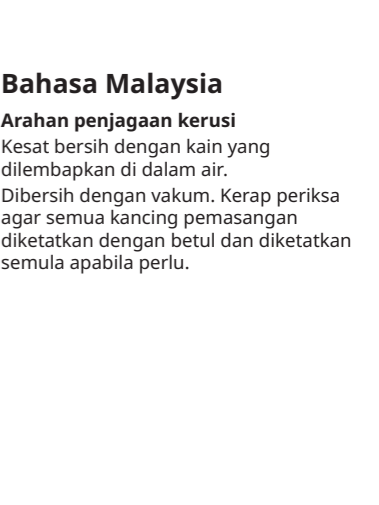 Bahasa Malaysia
Arahan penjagaan kerusi
Kesat bersih dengan kain yang
dilembapkan di dalam air.
Dibersih dengan vakum. Kerap periksa
agar semua kancing pemasangan
diketatkan dengan betul dan diketatkan
semula apabila perlu.